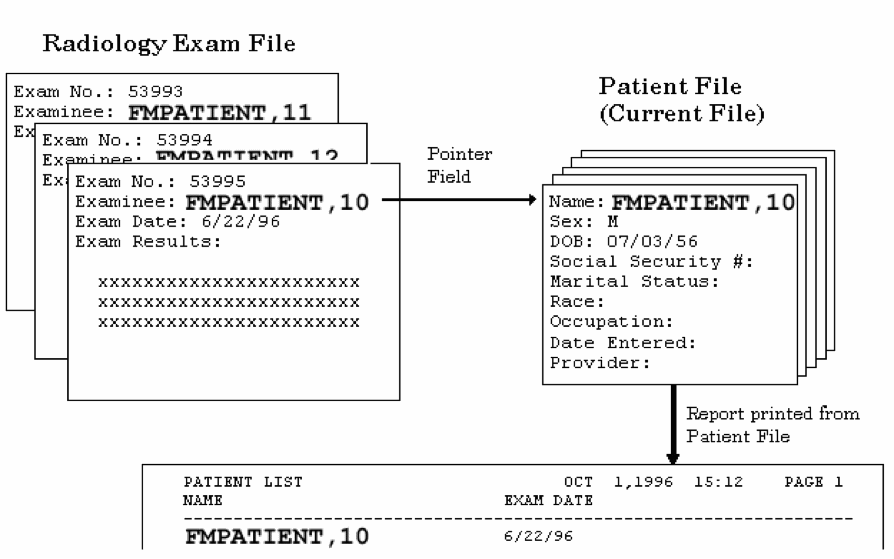 Radiology Exam File
Exam No.: 53993
Examinee: FMPATIENT,11
Ex
Exam No.: 53994
Examinee: FMPATIENT,12
Ex
Exam No.: 53995
Examinee: FMPATIENT,10
Exam Date: 6/22/96
Exam Results:
xxxxxxxxxxxxxxxxxxxxxxx
xxxxxxxxxxxxxxxxxxxxxxx
xxxxxxxxxxxxxxxxxxxxxxx
Pointer
Field
Patient File
(Current File)
Name: FMPATIENT,10
Sex: M
DOB: 07/03/56
Social Security #:
Marital Status:
Race:
Occupation:
Date Entered:
Provider:
Report printed from
Patient File
PATIENT LIST OCT 1,1996 15:12 PAGE 1
NAME EXAM DATE
--------------------------------------------------------------------
FMPATIENT,10 6/22/96